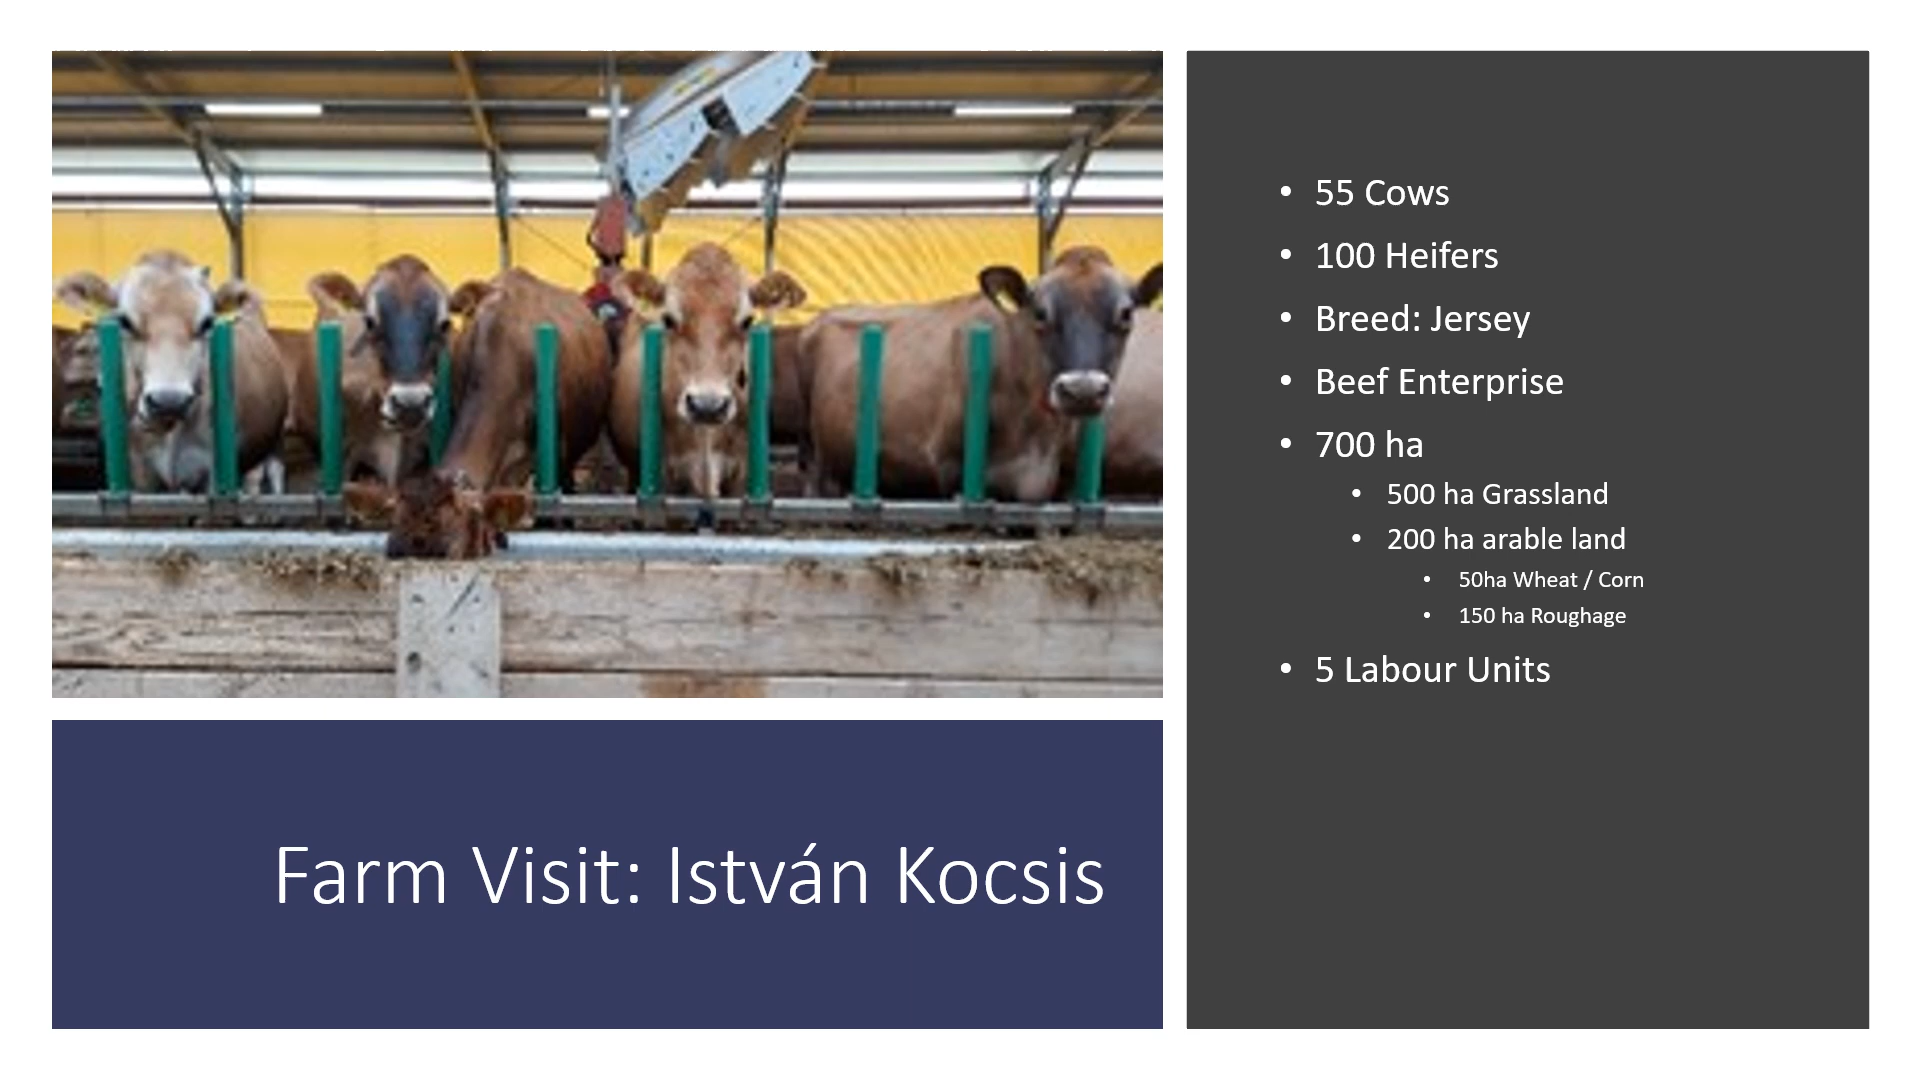 55 Cows
100 Heifers
Breed: Jersey
Beef Enterprise
700 ha
500 ha Grassland
200 ha arable land
50ha Wheat / Corn
150 ha Roughage
5 Labour Units
Farm Visit: István Kocsis